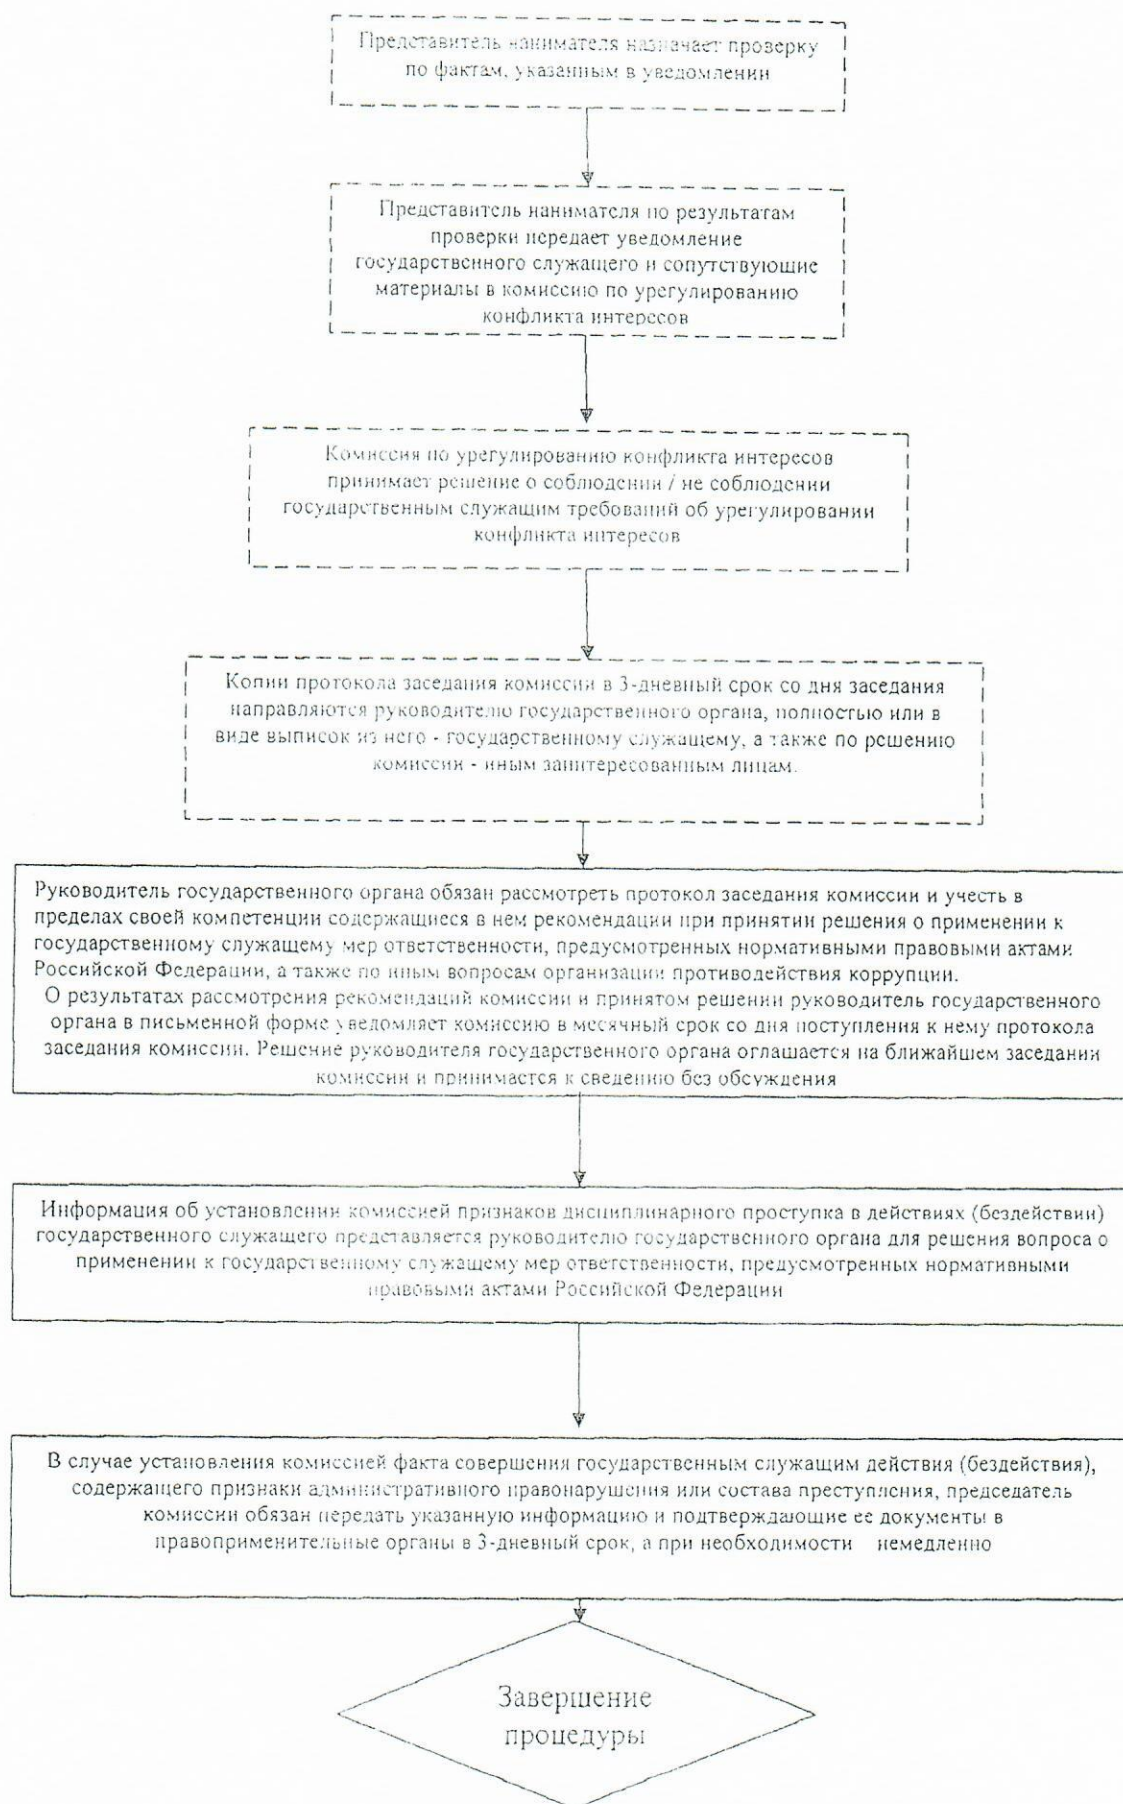 Представитель нанимателя назначает проверку
по фактам, указанным в уведомлении
Представитель нанимателя по результатам
проверки передает уведомление
государственного служащего и сопутствующие
материалы в комиссию по урегулированию
конфликта интересов
Комиссия по урегулированию конфликта интересов
принимает решение о соблюдении / не соблюдении
государственным служащим требований об урегулировании
конфликта интересов
Копии протокола заседания комиссии в 3-дневный срок со дня заседания
направляются руководителю государственного органа, полностью или в
виде выписок из него - государственному служащему, а также по решению
комиссии - иным заинтересованным лицам.
Руководитель государственного органа обязан рассмотреть протокол заседания комиссии и учесть в
пределах своей компетенции содержащиеся в нем рекомендации при принятии решения о применении к
государственному служащему мер ответственности, предусмотренных нормативными правовыми актами
Российской Федерации, а также по иным вопросам организации противодействия коррупции.
О результатах рассмотрения рекомендаций комиссии и принятом решении руководитель государственного
органа в письменной форме уведомляет комиссию в месячный срок со дня поступления к нему протокола
заседания комиссии. Решение руководителя государственного органа оглашается на ближайшем заседании
комиссии и принимается к сведению без обсуждения
Информация об установлении комиссией признаков дисциплинарного проступка в действиях (бездействии)
государственного служащего представляется руководителю государственного органа для решения вопроса о
применении к государственному служащему мер ответственности, предусмотренных нормативными
правовыми актами Российской Федерации
В случае установления комиссией факта совершения государственным служащим действия (бездействия),
содержащего признаки административного правонарушения или состава преступления, председатель
комиссии обязан передать указанную информацию и подтверждающие ее документы в
правоприменительные органы в 3-дневный срок, а при необходимости немедленно
Завершение
процедуры